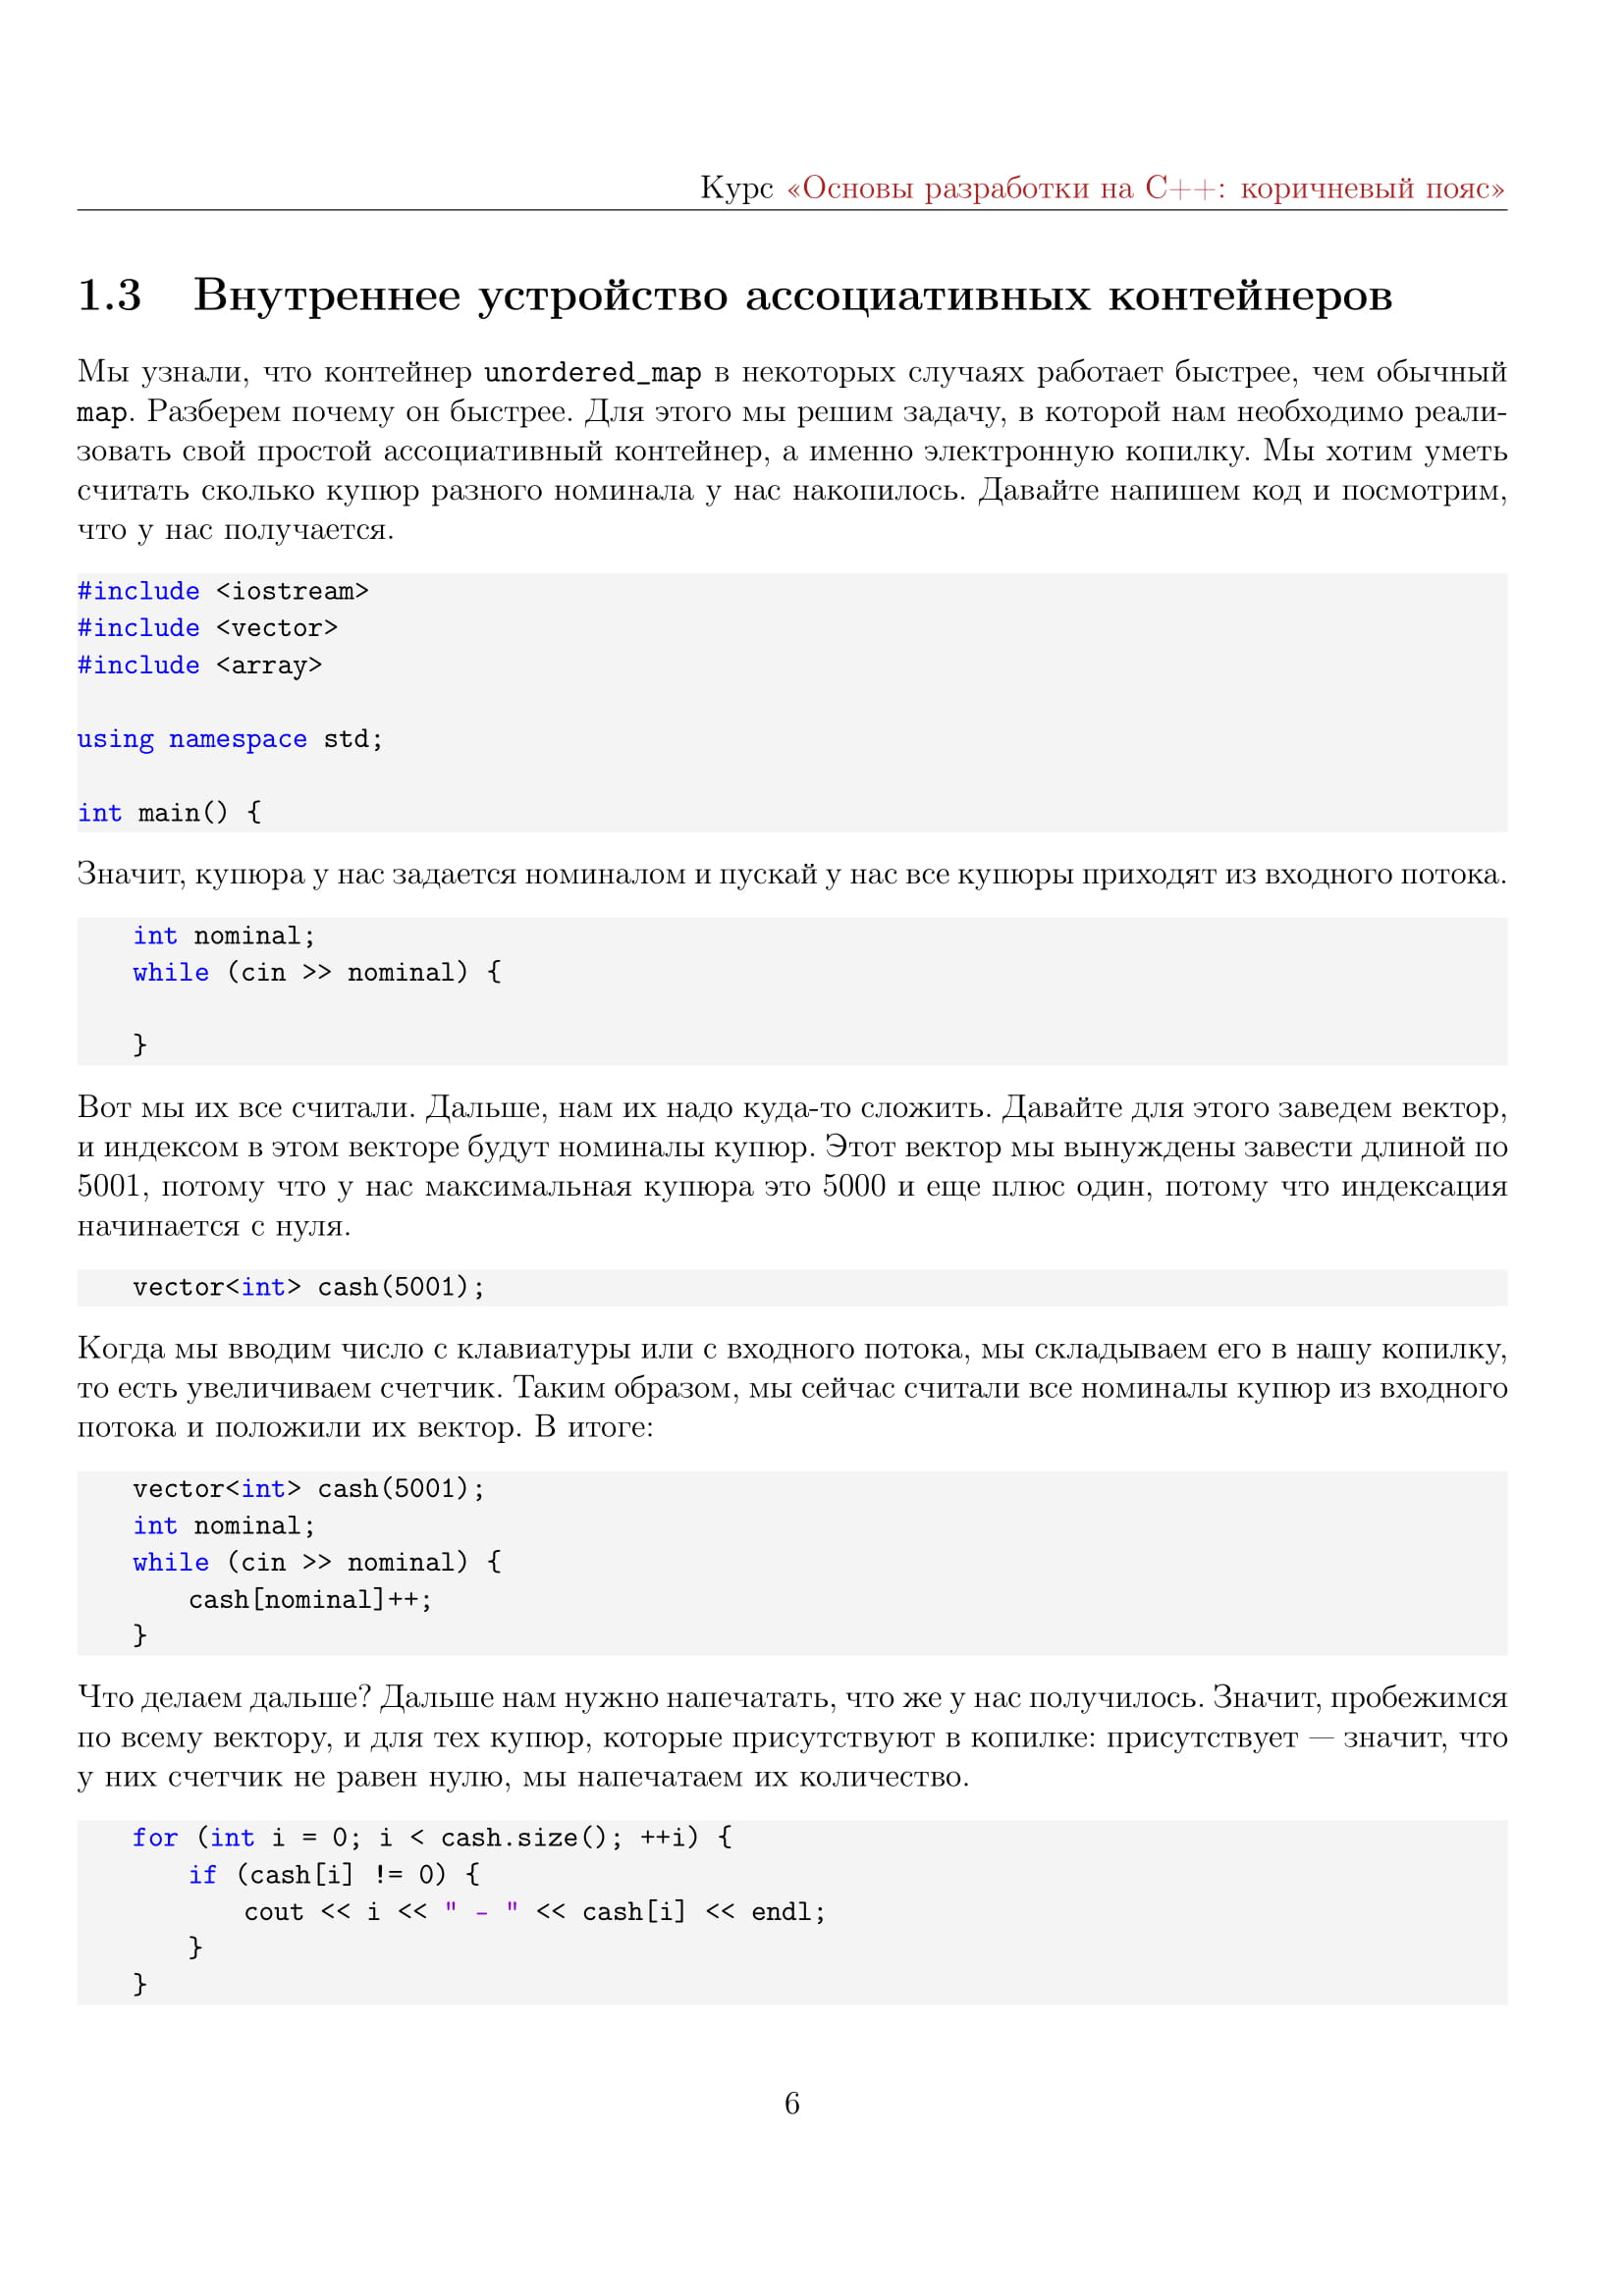 Курс «Основы разработки на C++: коричневый пояс»
1.3 Внутреннее устройство ассоциативных контейнеров
Мы узнали, что контейнер unordered_map в некоторых случаях работает быстрее, чем обычный
map. Разберем почему он быстрее. Для этого мы решим задачу, в которой нам необходимо реали-
зовать свой простой ассоциативный контейнер, а именно электронную копилку. Мы хотим уметь
считать сколько купюр разного номинала у нас накопилось. Давайте напишем код и посмотрим,
что у нас получается.
#include <iostream>
#include <vector>
#include <array>
using namespace std;
int main() {
Значит, купюра у нас задается номиналом и пускай у нас все купюры приходят из входного потока.
int nominal;
while (cin >> nominal) {
}
Вот мы их все считали. Дальше, нам их надо куда-то сложить. Давайте для этого заведем вектор,
и индексом в этом векторе будут номиналы купюр. Этот вектор мы вынуждены завести длиной по
5001, потому что у нас максимальная купюра это 5000 и еще плюс один, потому что индексация
начинается с нуля.
vector<int> cash(5001);
Когда мы вводим число с клавиатуры или с входного потока, мы складываем его в нашу копилку,
то есть увеличиваем счетчик. Таким образом, мы сейчас считали все номиналы купюр из входного
потока и положили их вектор. В итоге:
vector<int> cash(5001);
int nominal;
while (cin >> nominal) {
cash[nominal]++;
}
Что делаем дальше? Дальше нам нужно напечатать, что же у нас получилось. Значит, пробежимся
по всему вектору, и для тех купюр, которые присутствуют в копилке: присутствует — значит, что
у них счетчик не равен нулю, мы напечатаем их количество.
for (int i = 0; i < cash.size(); ++i) {
if (cash[i] != 0) {
cout << i << " - " << cash[i] << endl;
}
}
6